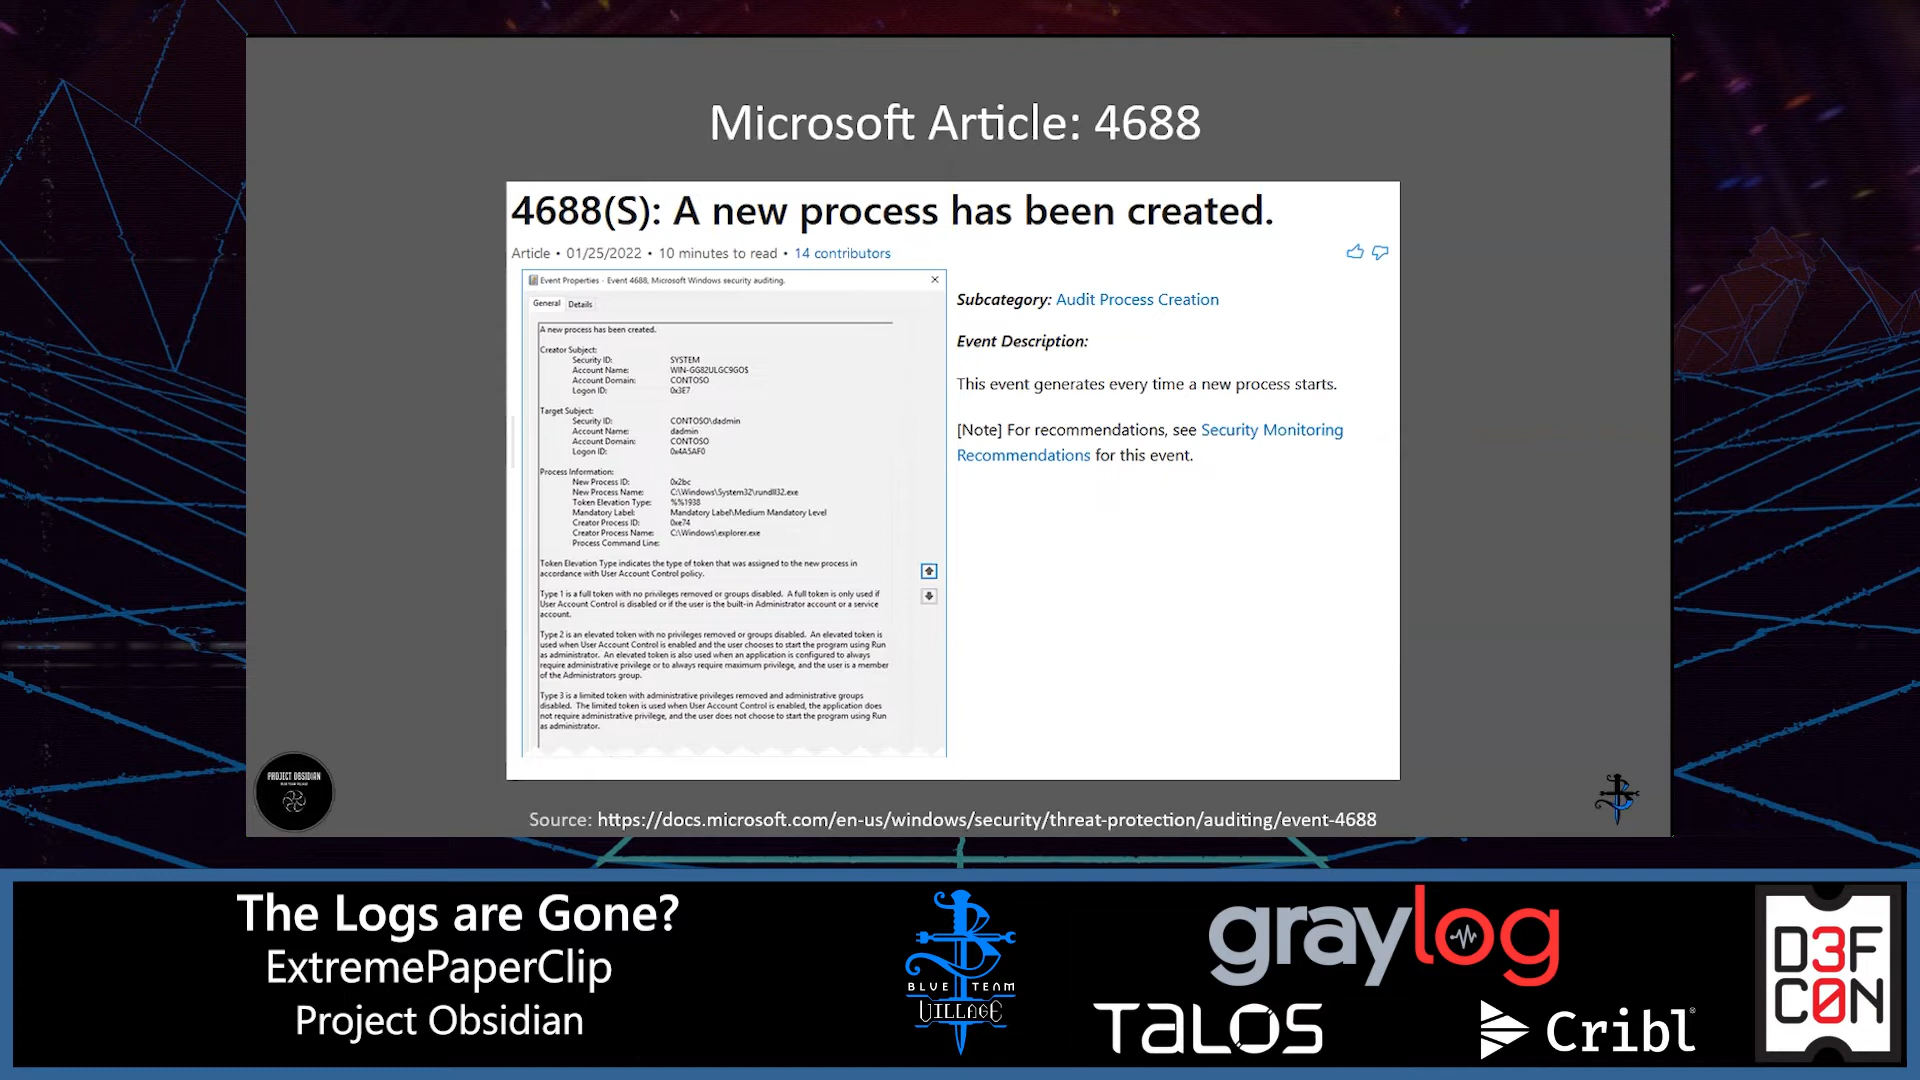 Microsoft Article: 4688
4688(S): A new process has been created.
Article • 01/25/2022 • 10 minutes to read • 14 contributors
Event Properties - Event 4688, Microsoft Windows security auditing.
General Details
A new process has been created.
Creator Subject:
Security ID: SYSTEM
Account Name: WIN-GG82ULGC9GO$
Account Domain: CONTOSO
Logon ID: 0x3E7
Target Subject:
Security ID: CONTOSO\dadmin
Account Name: dadmin
Account Domain: CONTOSO
Logon ID: 0x4A5AF0
Process Information:
New Process ID: 0x2bc
New Process Name: C:\Windows\System32\rundll32.exe
Token Elevation Type: %%1938
Mandatory Label: Mandatory Label\Medium Mandatory Level
Creator Process ID: 0xe74
Creator Process Name: C:\Windows\explorer.exe
Process Command Line:
Token Elevation Type indicates the type of token that was assigned to the new process in
accordance with User Account Control policy.
Type 1 is a full token with no privileges removed or groups disabled. A full token is only used if
User Account Control is disabled or if the user is the built-in Administrator account or a service
account.
Type 2 is an elevated token with no privileges removed or groups disabled. An elevated token is
used when User Account Control is enabled and the user chooses to start the program using Run
as administrator. An elevated token is also used when an application is configured to always
require administrative privilege or to always require maximum privilege, and the user is a member
of the Administrators group.
Type 3 is a limited token with administrative privileges removed and administrative groups
disabled. The limited token is used when User Account Control is enabled, the application does
not require administrative privilege, and the user does not choose to start the program using Run
as administrator.
Subcategory: Audit Process Creation
Event Description:
This event generates every time a new process starts.
[Note] For recommendations, see Security Monitoring
Recommendations for this event.
PROJECT OBSIDIAN
BLUE TEAM VILLAGE
Source: https://docs.microsoft.com/en-us/windows/security/threat-protection/auditing/event-4688
The Logs are Gone?
ExtremePaperClip
Project Obsidian
BLUE TEAM
VILLAGE
graylog
TALOS
Cribl
D3F
C0N